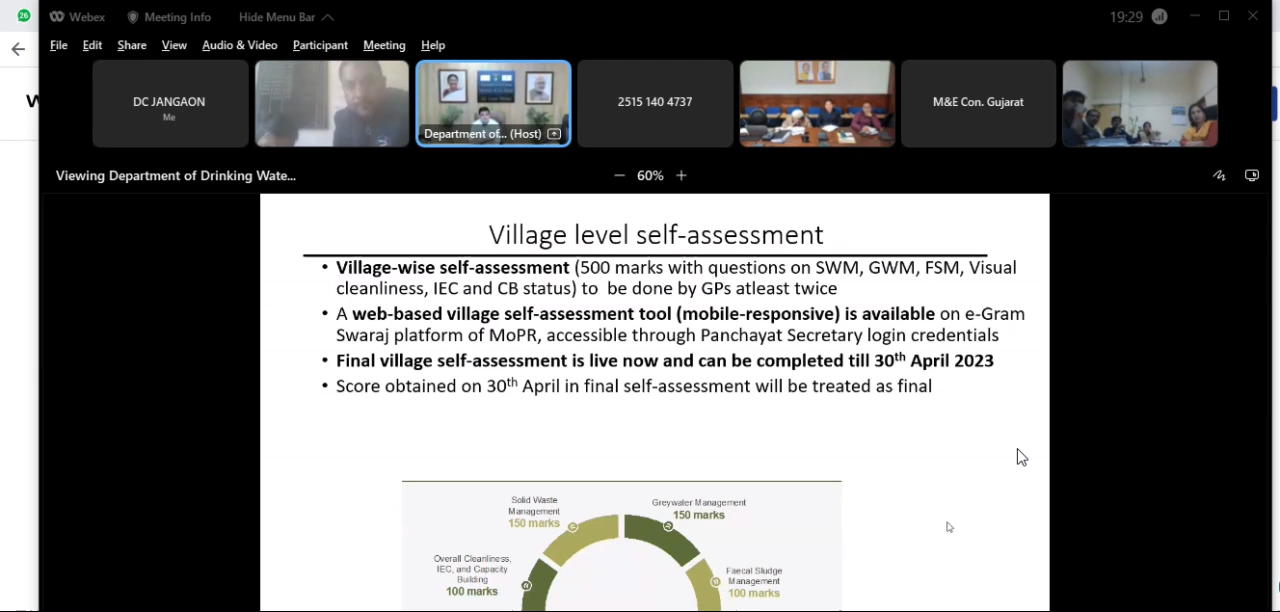 26
Webex
Meeting Info
Hide Menu Bar
19:29
File Edit Share View Audio & Video Participant Meeting Help
DC JANGAON
Me
Department of... (Host)
2515 140 4737
M&E Con. Gujarat
Viewing Department of Drinking Wate...
60%
Village level self-assessment
• Village-wise self-assessment (500 marks with questions on SWM, GWM, FSM, Visual
cleanliness, IEC and CB status) to be done by GPs atleast twice
• A web-based village self-assessment tool (mobile-responsive) is available on e-Gram
Swaraj platform of MoPR, accessible through Panchayat Secretary login credentials
• Final village self-assessment is live now and can be completed till 30th April 2023
• Score obtained on 30th April in final self-assessment will be treated as final
Solid Waste
Management
150 marks
Greywater Management
150 marks
Overall Cleanliness,
IEC, and Capacity
Building
100 marks
Faecal Sludge
Management
100 marks